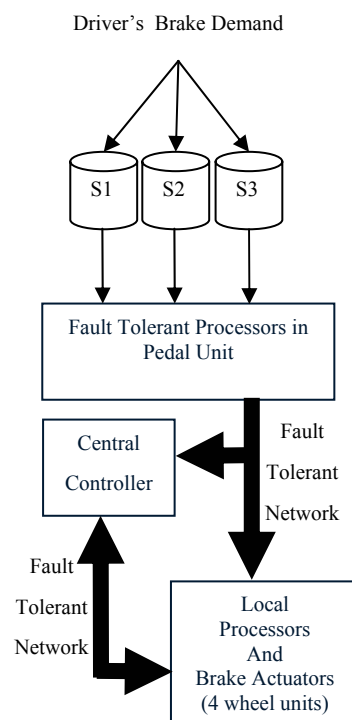 Driver's Brake Demand
S1
S2
S3
Fault Tolerant Processors in
Pedal Unit
Fault
Tolerant
Network
Central
Controller
Fault
Tolerant
Network
Local
Processors
And
Brake Actuators
(4 wheel units)